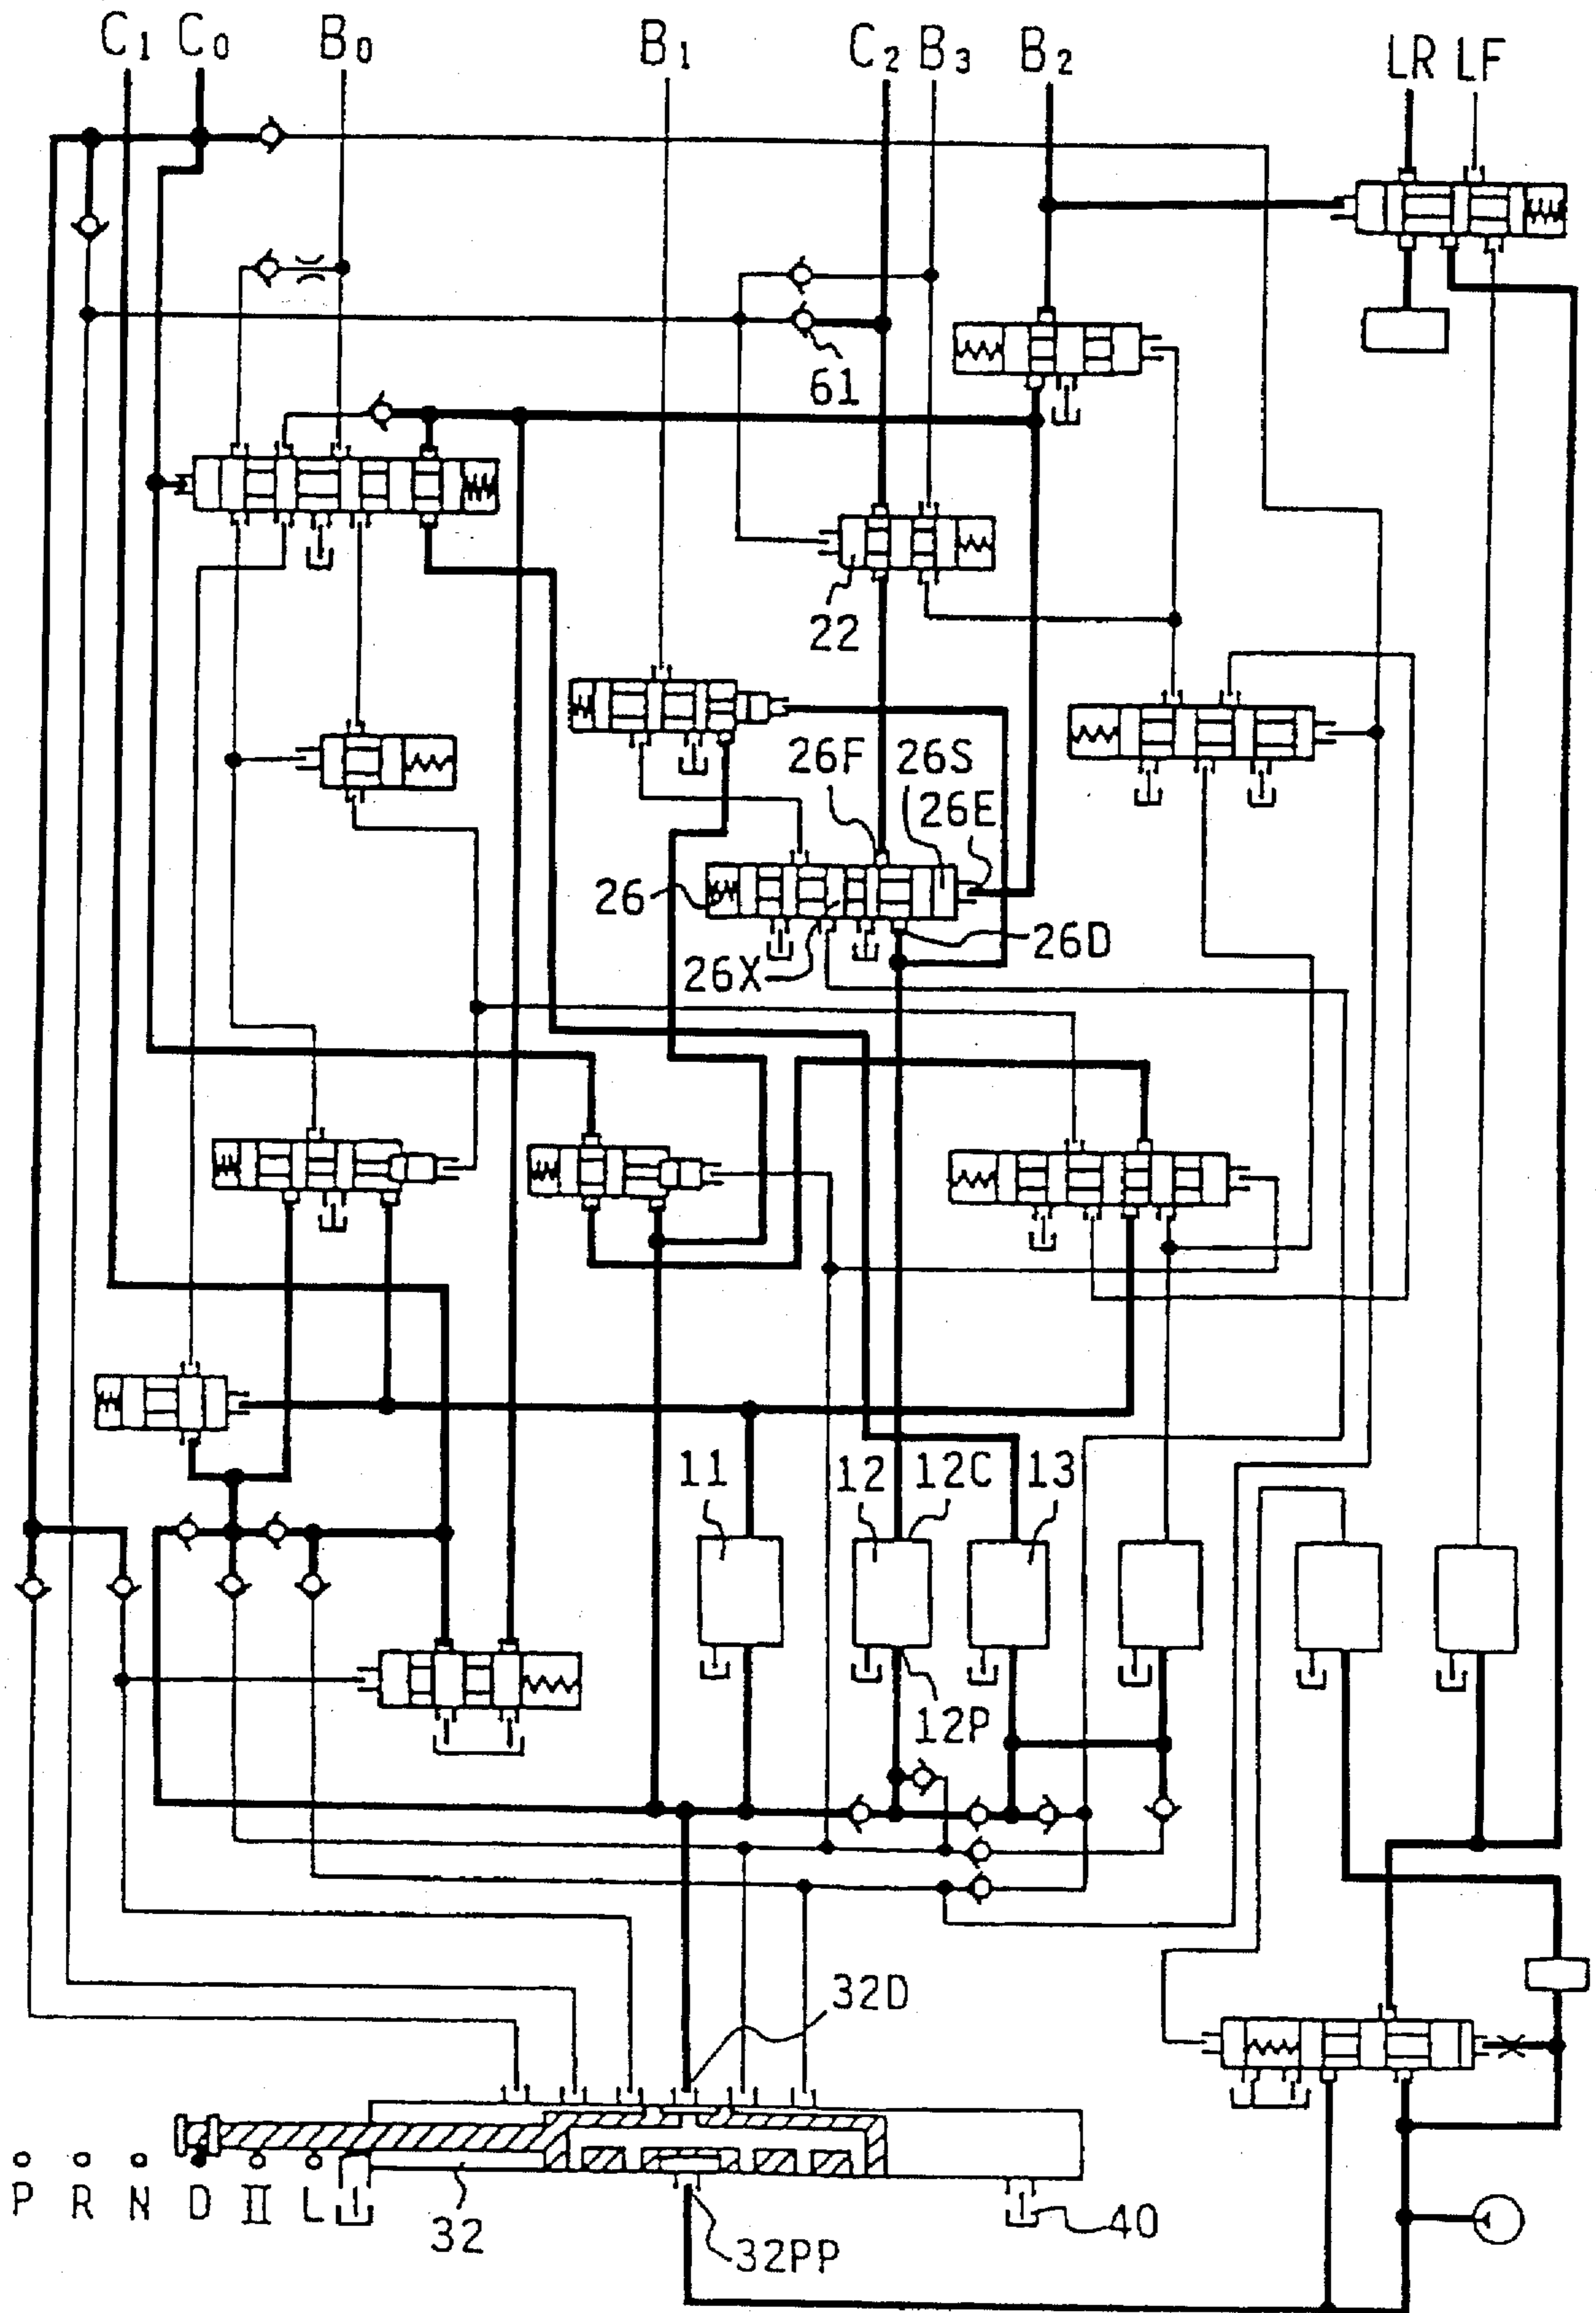 C₁ C₀ B₀ B₁ C₂ B₃ B₂ LR LF
61
22
26F 26S
26E
26
26D
26X
11 12 12C 13
12P
32D
P R N D II L
32
40
32PP